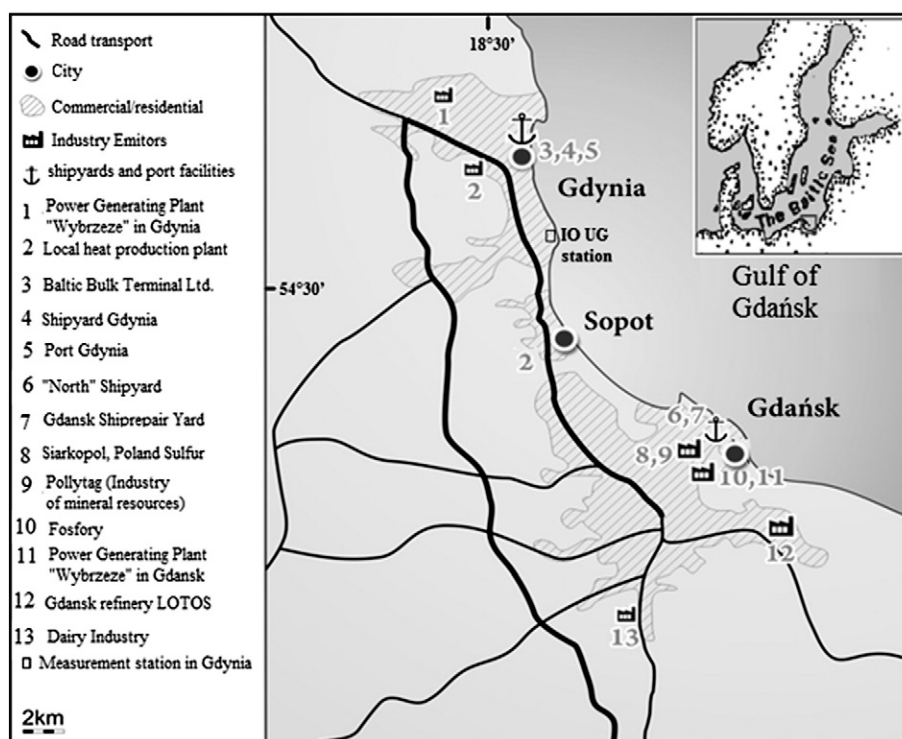 Road transport
City
Commercial/residential
Industry Emitors
shipyards and port facilities
1 Power Generating Plant
"Wybrzeze" in Gdynia
2 Local heat production plant
3 Baltic Bulk Terminal Ltd.
4 Shipyard Gdynia
5 Port Gdynia
6 "North" Shipyard
7 Gdansk Shiprepair Yard
8 Siarkopol, Poland Sulfur
9 Pollytag (Industry
of mineral resources)
10 Fosfory
11 Power Generating Plant
"Wybrzeze" in Gdansk
12 Gdansk refinery LOTOS
13 Dairy Industry
Measurement station in Gdynia
2km
18°30'
1
3,4,5
2
Gdynia
IO UG
station
54°30'
Sopot
2
6,7
Gdańsk
8,9
10,11
12
13
The Baltic Sea
Gulf of
Gdańsk